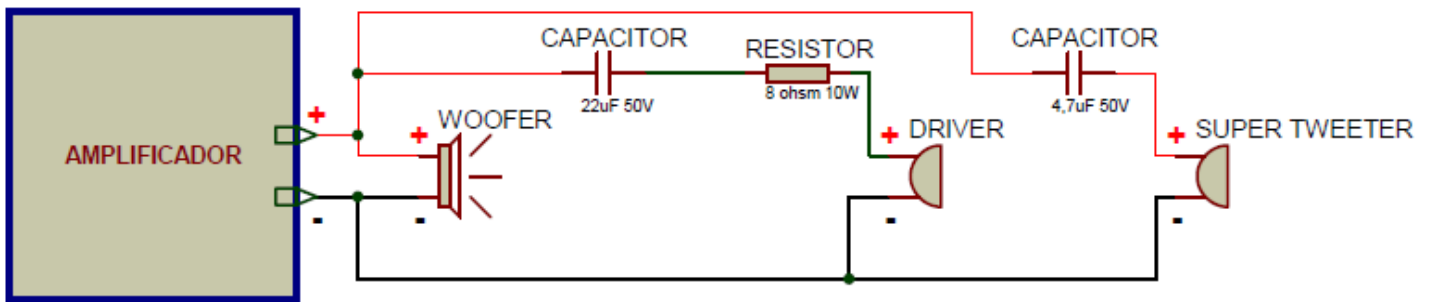 CAPACITOR
CAPACITOR
RESISTOR
22uF 50V
8 ohsm 10W
4,7uF 50V
+
WOOFER
+
+
DRIVER
+
SUPER TWEETER
AMPLIFICADOR
-
-
-
-